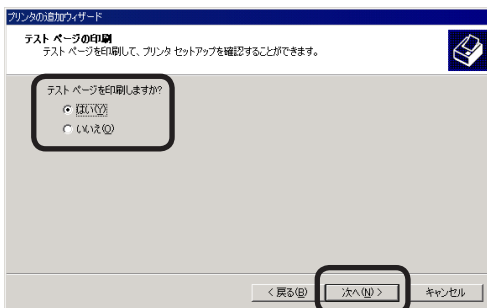 プリンタの追加ウィザード
テスト ページの印刷
テスト ページを印刷して、プリンタ セットアップを確認することができます。
テスト ページを印刷しますか?
はい(Y)
いいえ(O)
< 戻る(B)
次へ(N) >
キャンセル